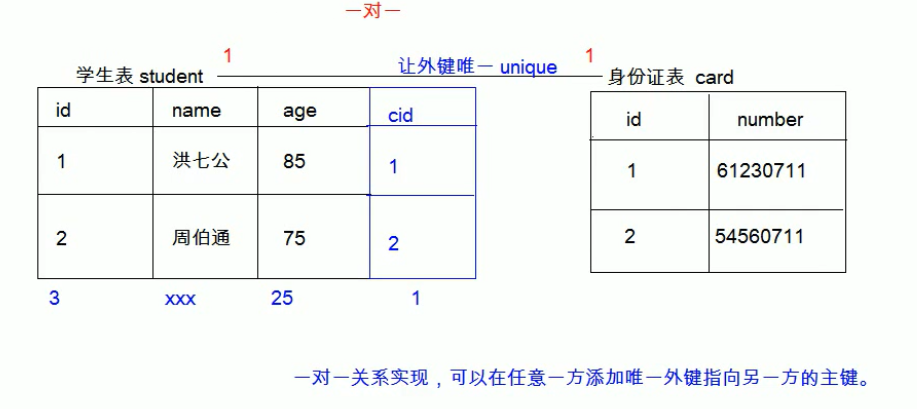 一对一
1 让外键唯一 unique 1
学生表 student 身份证表 card
id name age cid id number
1 洪七公 85 1 1 61230711
2 周伯通 75 2 2 54560711
3 xxx 25 1
一对一关系实现，可以在任意一方添加唯一外键指向另一方的主键。